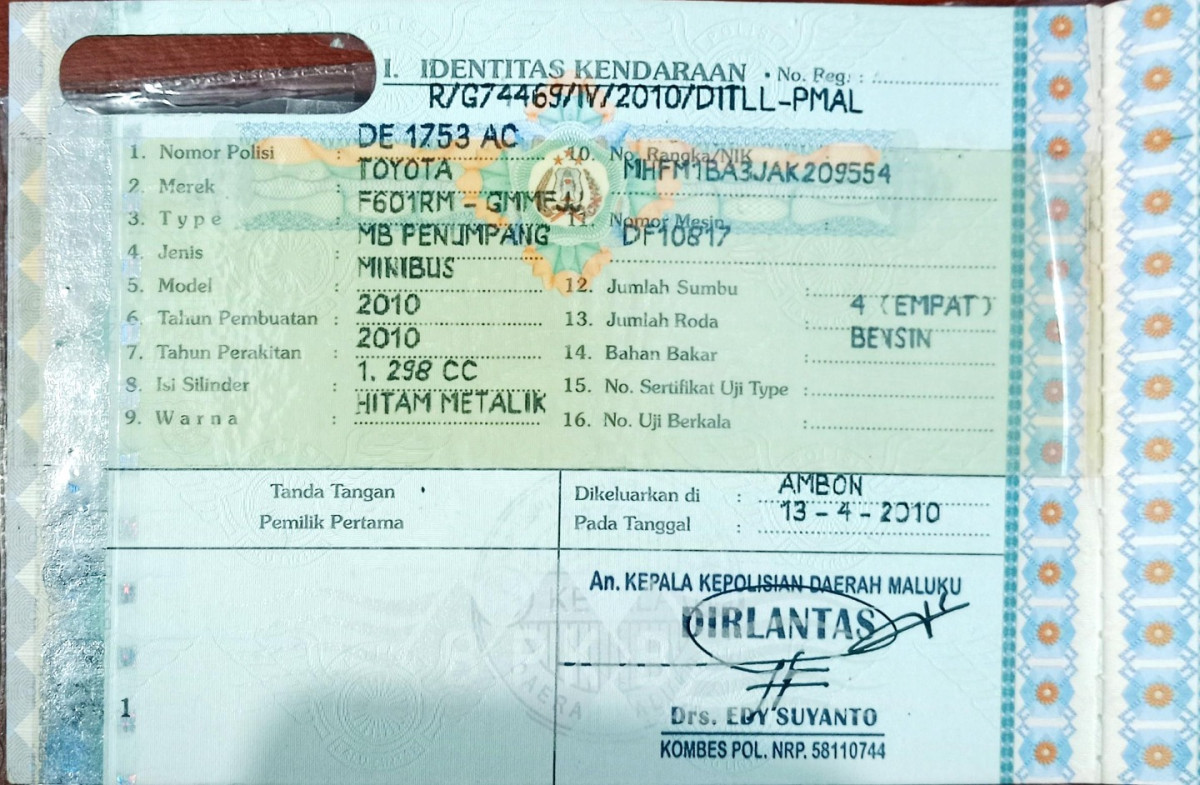 I. IDENTITAS KENDARAAN • No. Reg. :
R/G74469/IV/2010/DITLL-PMAL
1. Nomor Polisi : DE 1753 AC
2. Merek : TOYOTA
3. Type : F601RM - GMMFJJ
4. Jenis : MB PENUMPANG
5. Model : MINIBUS
6. Tahun Pembuatan : 2010
7. Tahun Perakitan : 2010
8. Isi Silinder : 1. 298 CC
9. Warna : HITAM METALIK
10. No. Rangka/NIK
MHFM1BA3JAK209554
11. Nomor Mesin :
DF10817
12. Jumlah Sumbu :
13. Jumlah Roda : 4 (EMPAT)
14. Bahan Bakar : BENSIN
15. No. Sertifikat Uji Type :
16. No. Uji Berkala :
Tanda Tangan
Pemilik Pertama
Dikeluarkan di : AMBON
Pada Tanggal : 13 - 4 - 2010
An. KEPALA KEPOLISIAN DAERAH MALUKU
DIRLANTAS
Drs. EDY SUYANTO
KOMBES POL. NRP. 58110744
1